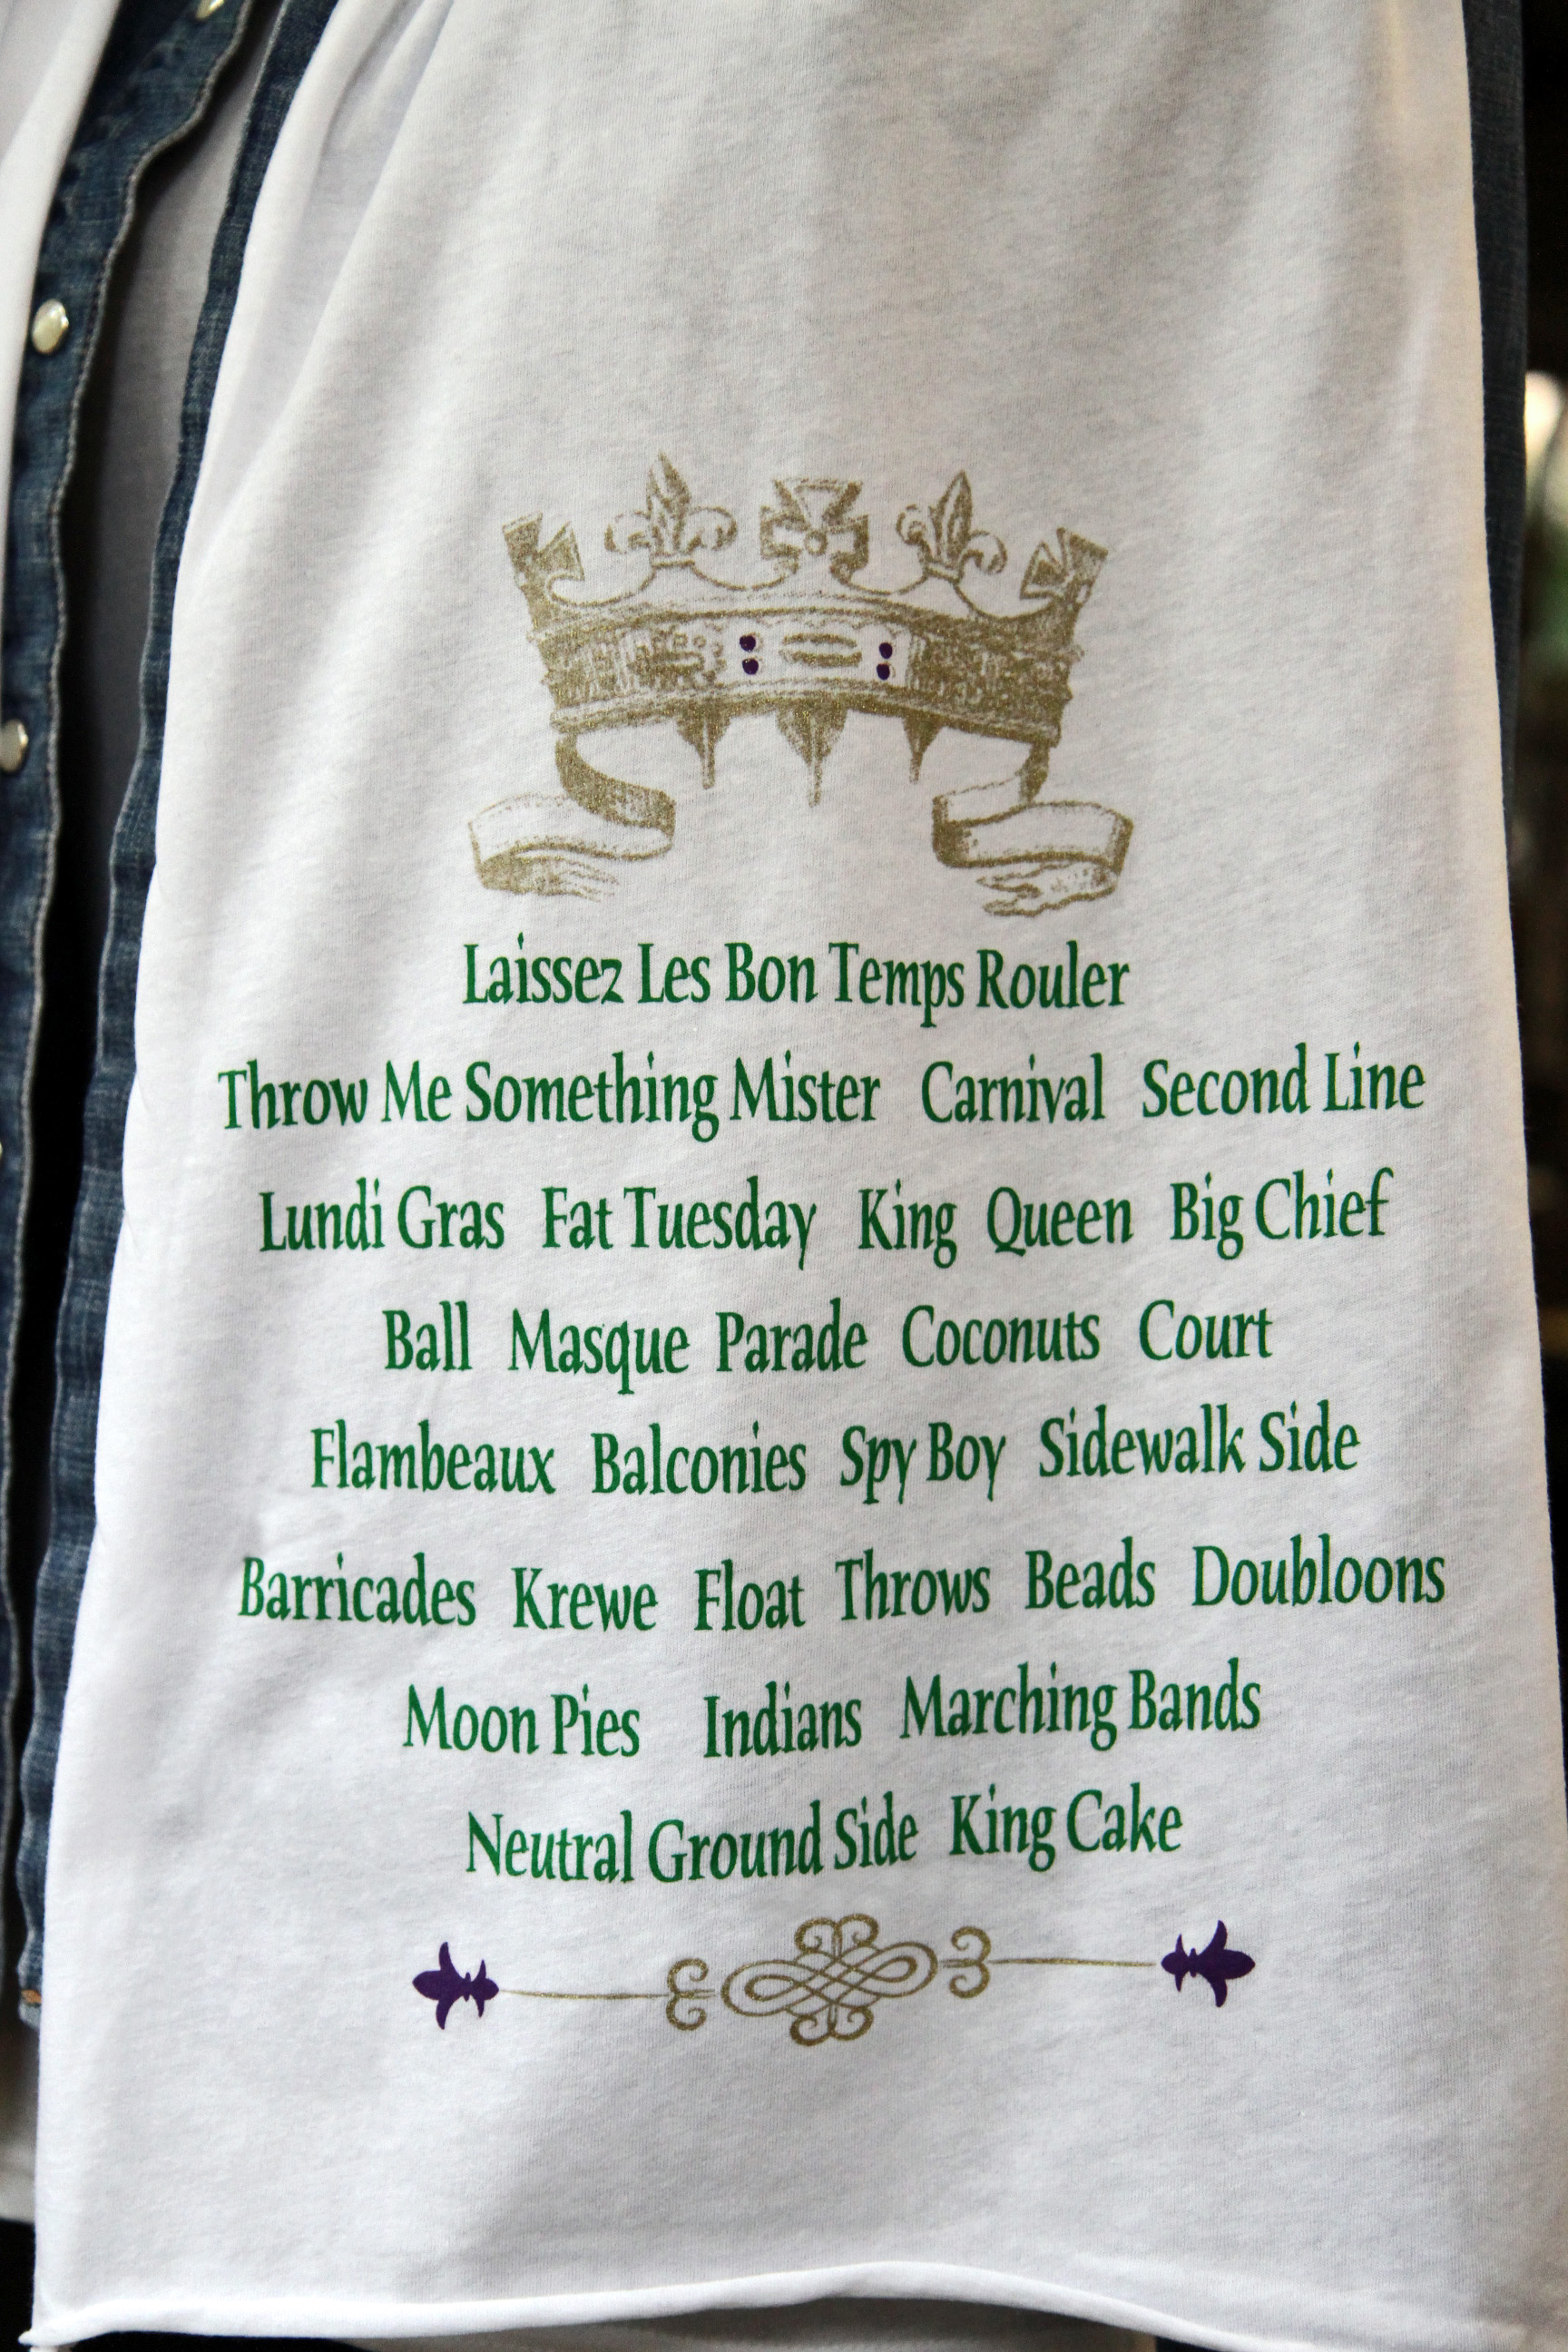 Laissez Les Bon Temps Rouler
Throw Me Something Mister Carnival Second Line
Lundi Gras Fat Tuesday King Queen Big Chief
Ball Masque Parade Coconuts Court
Flambeaux Balconies Spy Boy Sidewalk Side
Barricades Krewe Float Throws Beads Doubloons
Moon Pies Indians Marching Bands
Neutral Ground Side King Cake